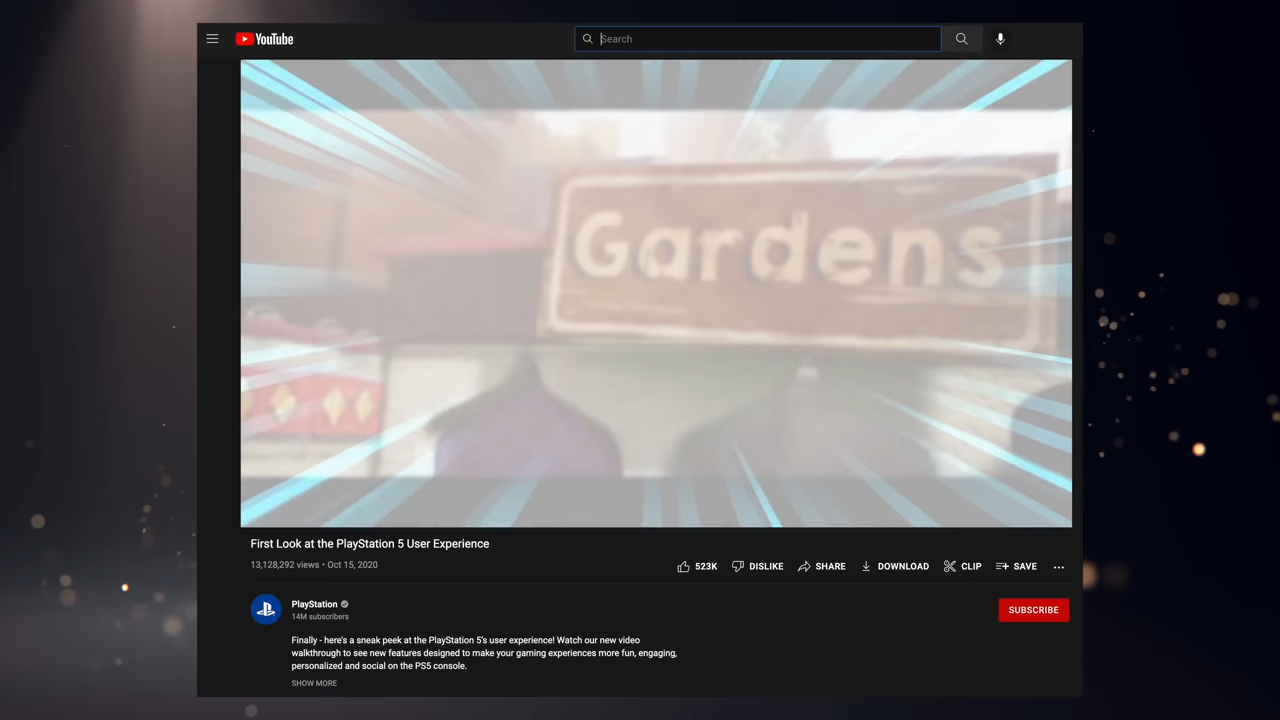 YouTube
Search
Gardens
First Look at the PlayStation 5 User Experience
13,128,292 views • Oct 15, 2020
523K DISLIKE SHARE DOWNLOAD CLIP SAVE ...
PlayStation
14M subscribers
SUBSCRIBE
Finally - here's a sneak peek at the PlayStation 5's user experience! Watch our new video
walkthrough to see new features designed to make your gaming experiences more fun, engaging,
personalized and social on the PS5 console.
SHOW MORE